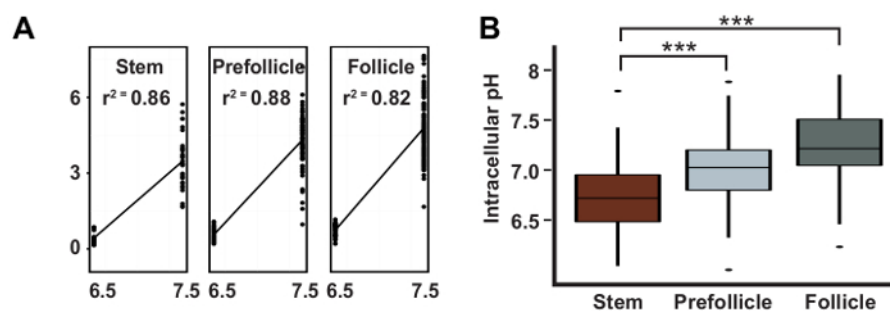 A
Stem
r² = 0.86
Prefollicle
r² = 0.88
Follicle
r² = 0.82
6
3
0
6.5 7.5
6.5 7.5
6.5 7.5
B
***
***
Intracellular pH
8
7.5
7.0
6.5
Stem Prefollicle Follicle